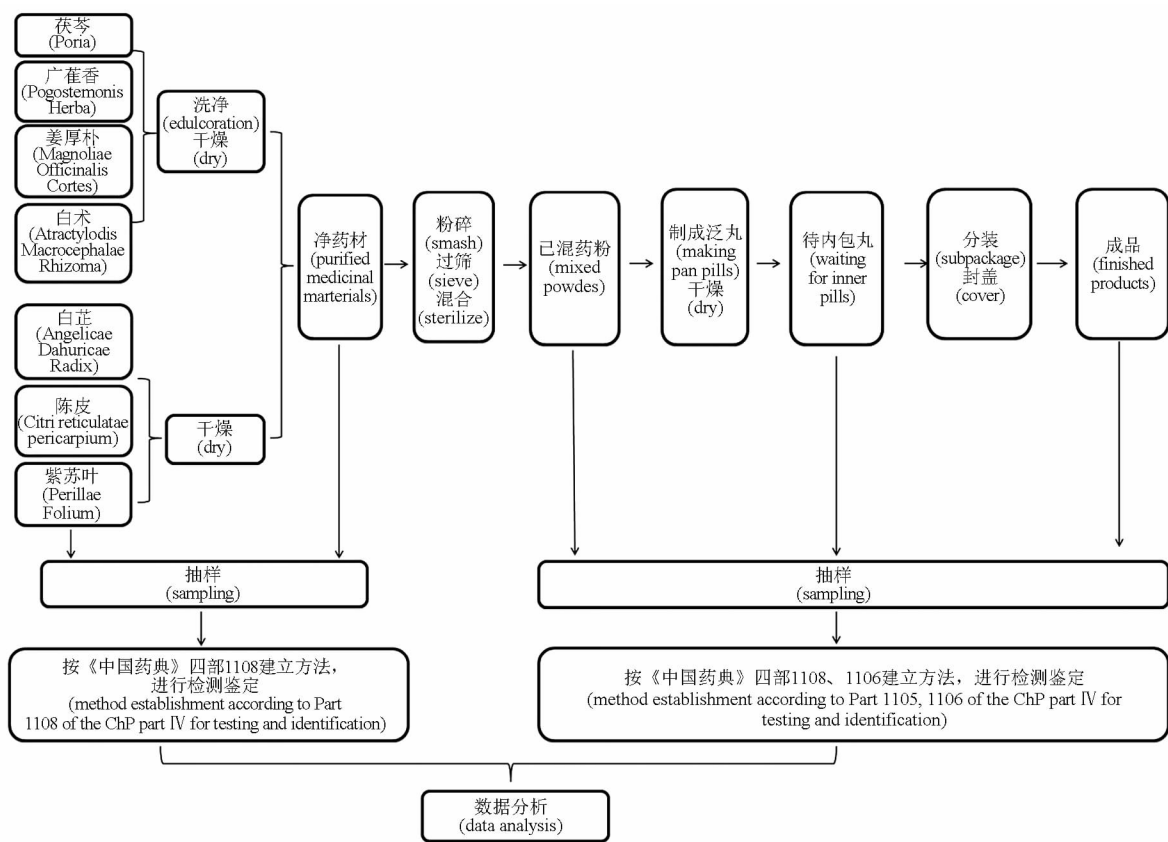 茯苓
(Poria)
广藿香
(Pogostemonis
Herba)
姜厚朴
(Magnoliae
Officinalis
Cortes)
白术
(Atractylodis
Macrocephalae
Rhizoma)
洗净
(edulcoration)
干燥
(dry)
白芷
(Angelicae
Dahuricae
Radix)
陈皮
(Citri reticulatae
pericarpium)
紫苏叶
(Perillae
Folium)
干燥
(dry)
净药材
(purified
medicinal
marterials)
粉碎
(smash)
过筛
(sieve)
混合
(sterilize)
已混药粉
(mixed
powdes)
制成泛丸
(making
pan pills)
干燥
(dry)
待内包丸
(waiting
for inner
pills)
分装
(subpackage)
封盖
(cover)
成品
(finished
products)
抽样
(sampling)
抽样
(sampling)
按《中国药典》四部1108建立方法，
进行检测鉴定
(method establishment according to Part
1108 of the ChP part Ⅳ for testing and identification)
按《中国药典》四部1108、1106建立方法，进行检测鉴定
(method establishment according to Part 1105, 1106 of the ChP part Ⅳ for
testing and identification)
数据分析
(data analysis)